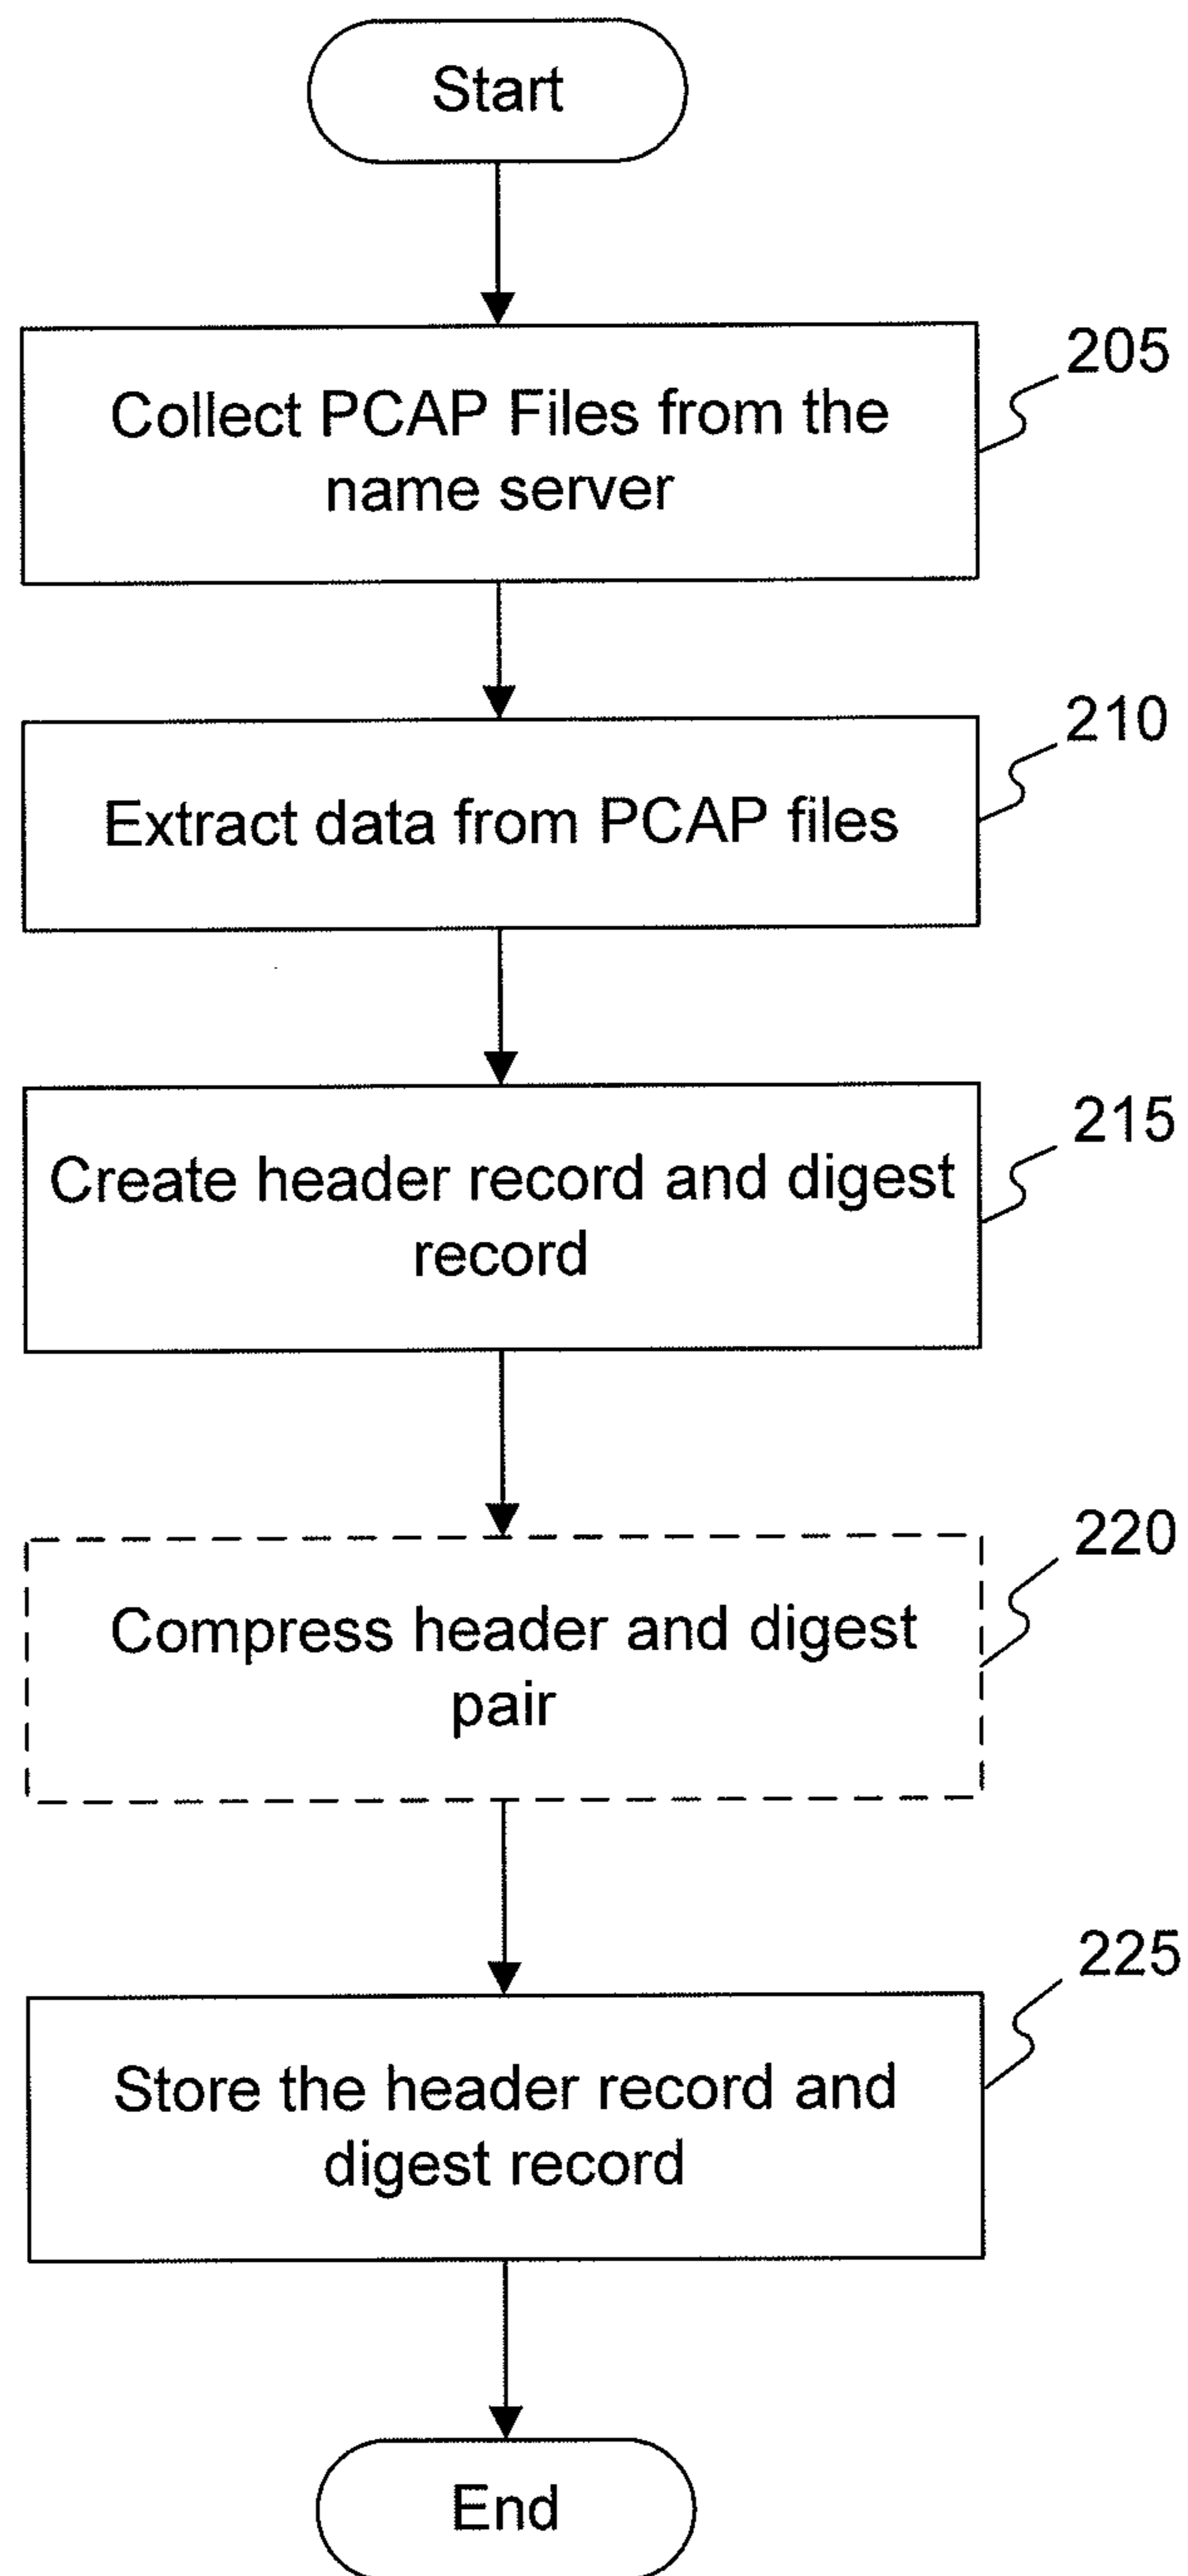 Start
Collect PCAP Files from the
name server
205
Extract data from PCAP files
210
Create header record and digest
record
215
Compress header and digest
pair
220
Store the header record and
digest record
225
End